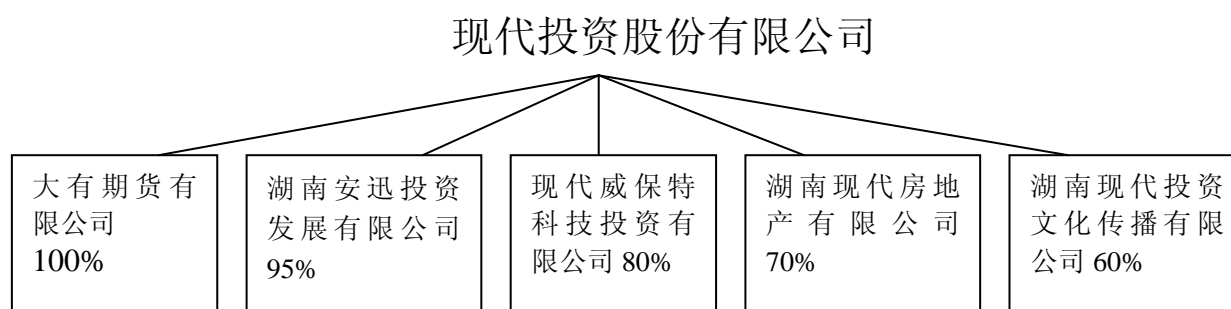 现代投资股份有限公司
大有期货有
限公司
100%
湖南安迅投资
发展有限公司
95%
现代威保特
科技投资有
限公司 80%
湖南现代房地
产有限公司
70%
湖南现代投资
文化传播有限
公司 60%